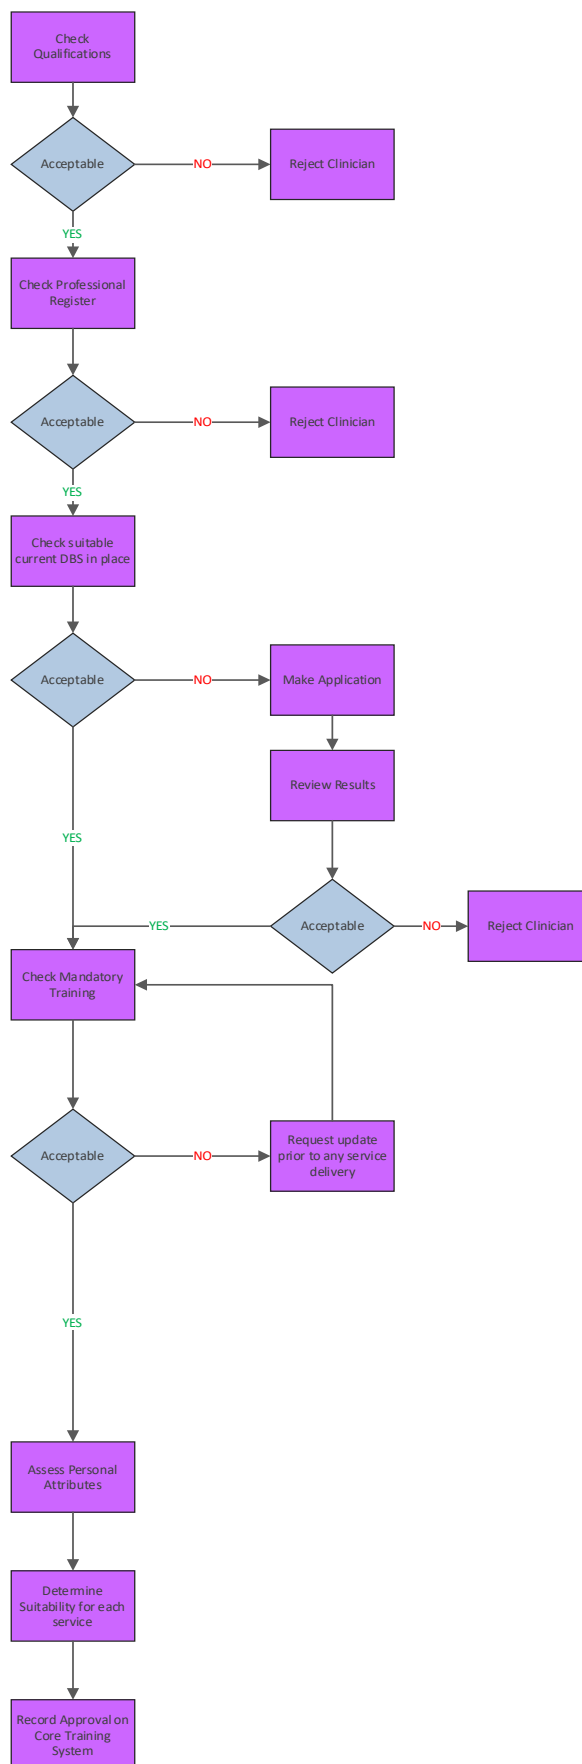 Check
Qualifications
Acceptable
NO
Reject Clinician
YES
Check Professional
Register
Acceptable
NO
Reject Clinician
YES
Check suitable
current DBS in place
Acceptable
NO
Make Application
Review Results
YES
Acceptable
YES
NO
Reject Clinician
Check Mandatory
Training
Acceptable
NO
Request update
prior to any service
delivery
YES
Assess Personal
Attributes
Determine
Suitability for each
service
Record Approval on
Core Training
System